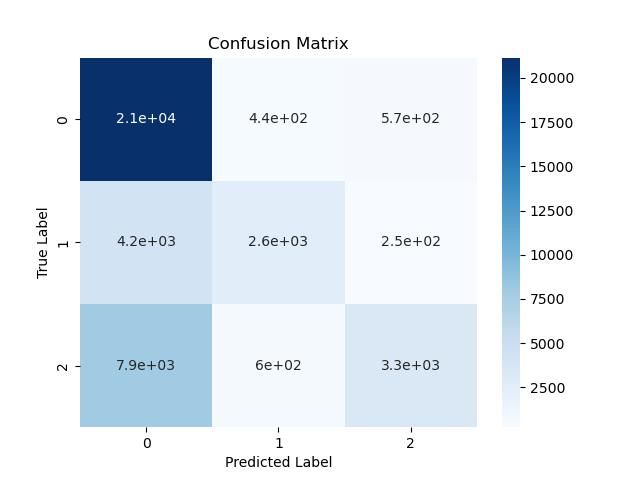 Confusion Matrix
True Label
0
2.1e+04
4.4e+02
5.7e+02
1
4.2e+03
2.6e+03
2.5e+02
2
7.9e+03
6e+02
3.3e+03
0
1
2
Predicted Label
20000
17500
15000
12500
10000
7500
5000
2500